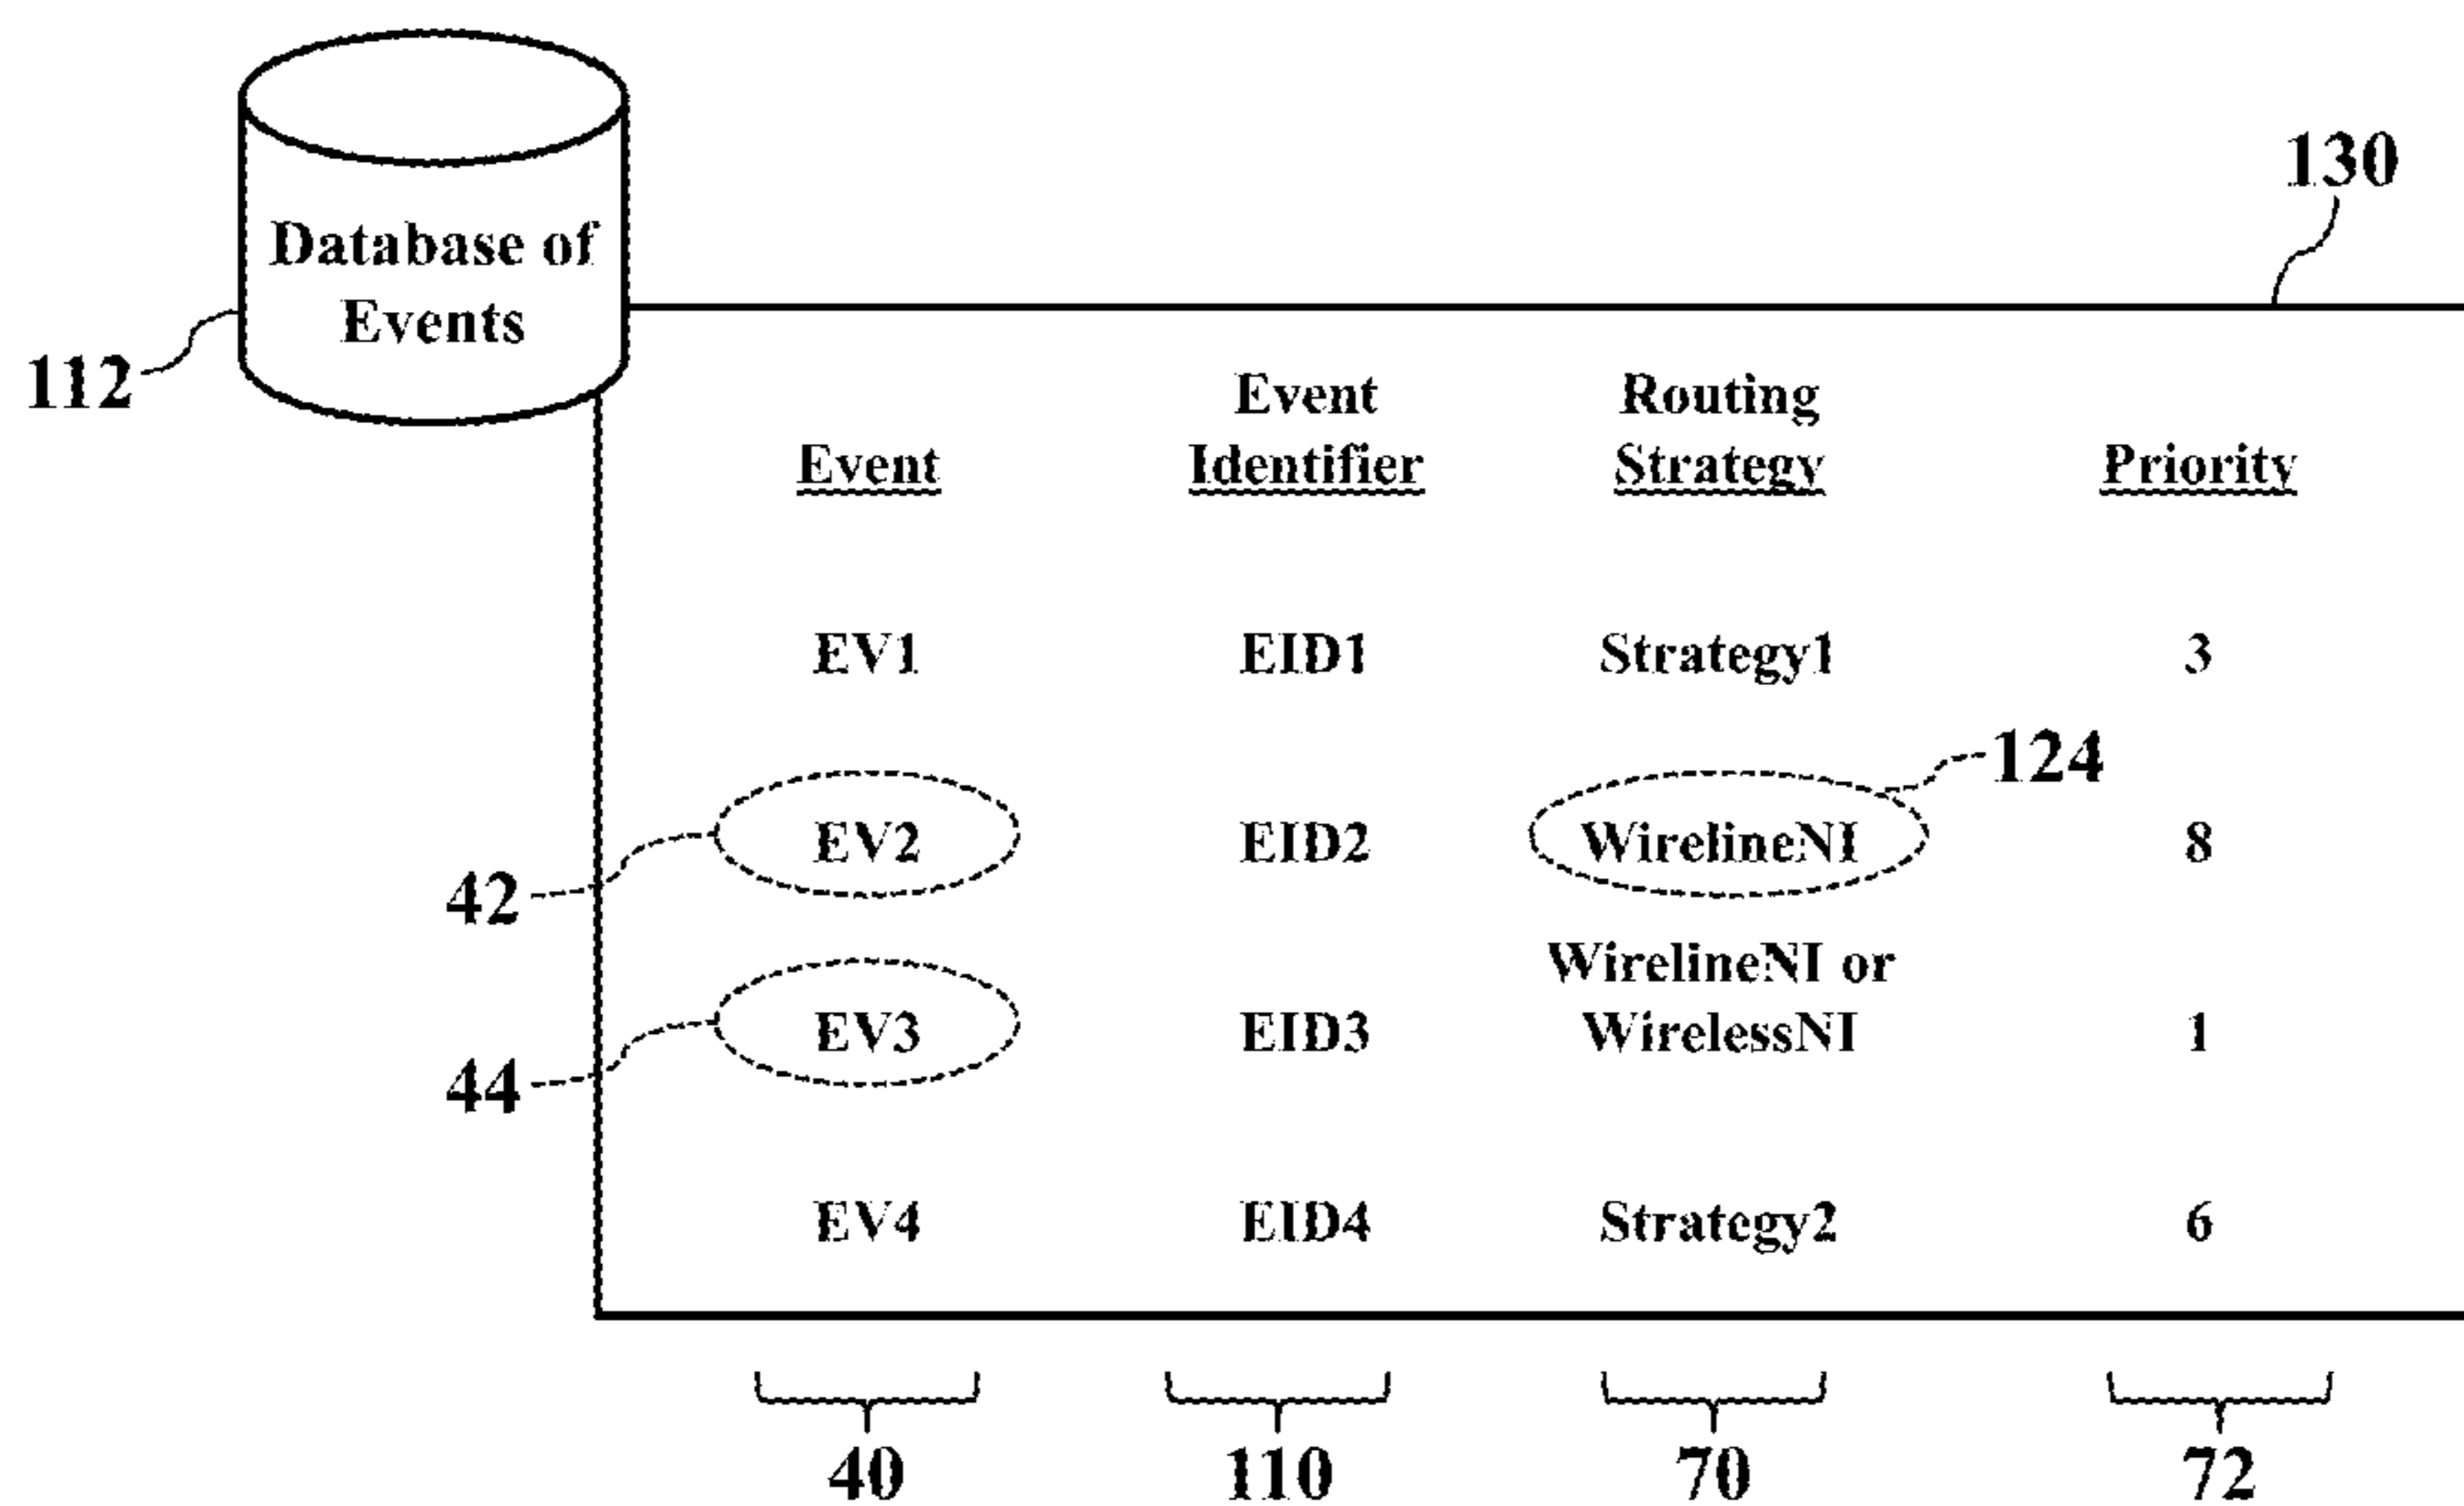 130
Database of
Events
112
Event
Routing
Event
Identifier
Strategy
Priority
EV1
EID1
Strategy1
3
124
EV2
EID2
WirelineNI
8
42
WirelineNI or
EV3
EID3
WirelessNI
1
44
EV4
EID4
Strategy2
6
40
110
70
72